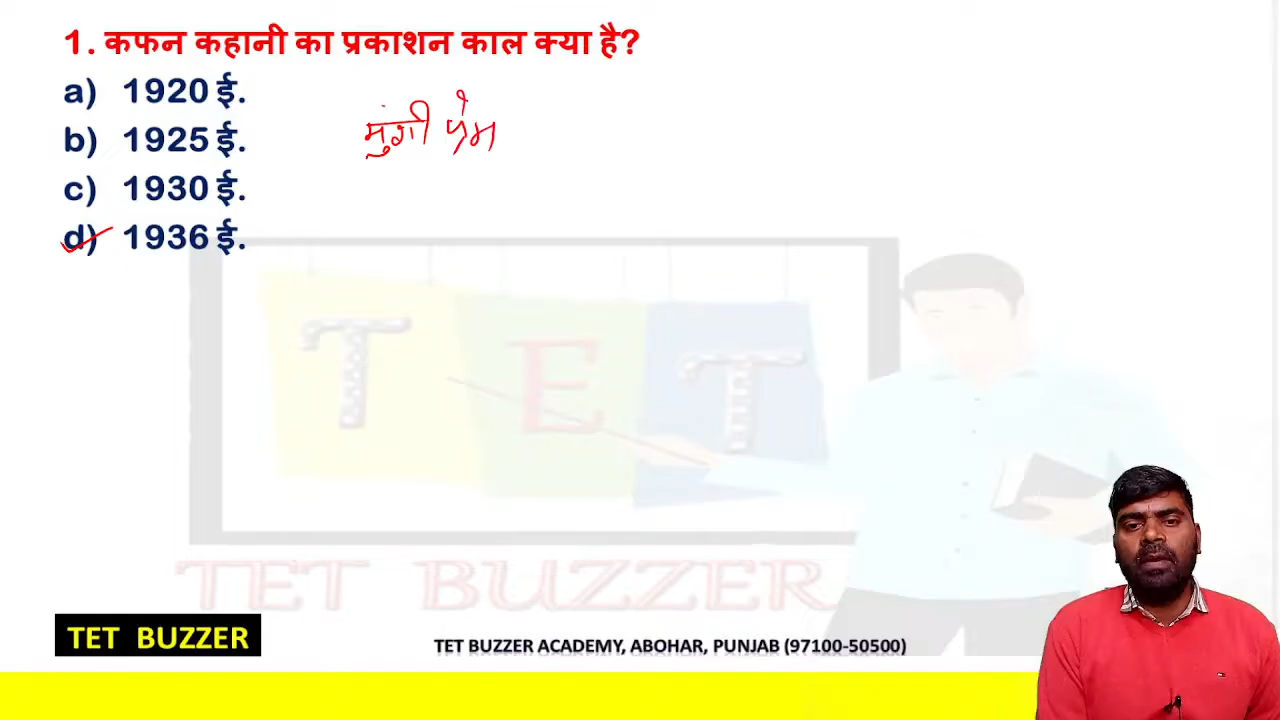 1. कफन कहानी का प्रकाशन काल क्या है?
a) 1920 ई.
b) 1925 ई.
c) 1930 ई.
d) 1936 ई.
मुंशी प्रेम
T E T
TET BUZZER
TET BUZZER
TET BUZZER ACADEMY, ABOHAR, PUNJAB (97100-50500)